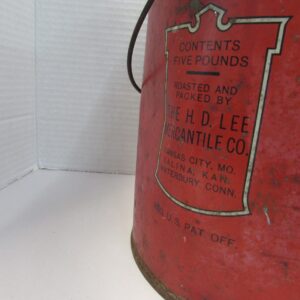 CONTENTS
FIVE POUNDS
ROASTED AND
PACKED BY
THE H. D. LEE
MERCANTILE CO.
KANSAS CITY, MO.
SALINA, KAN.
WATERBURY, CONN.
REG. U. S. PAT. OFF.